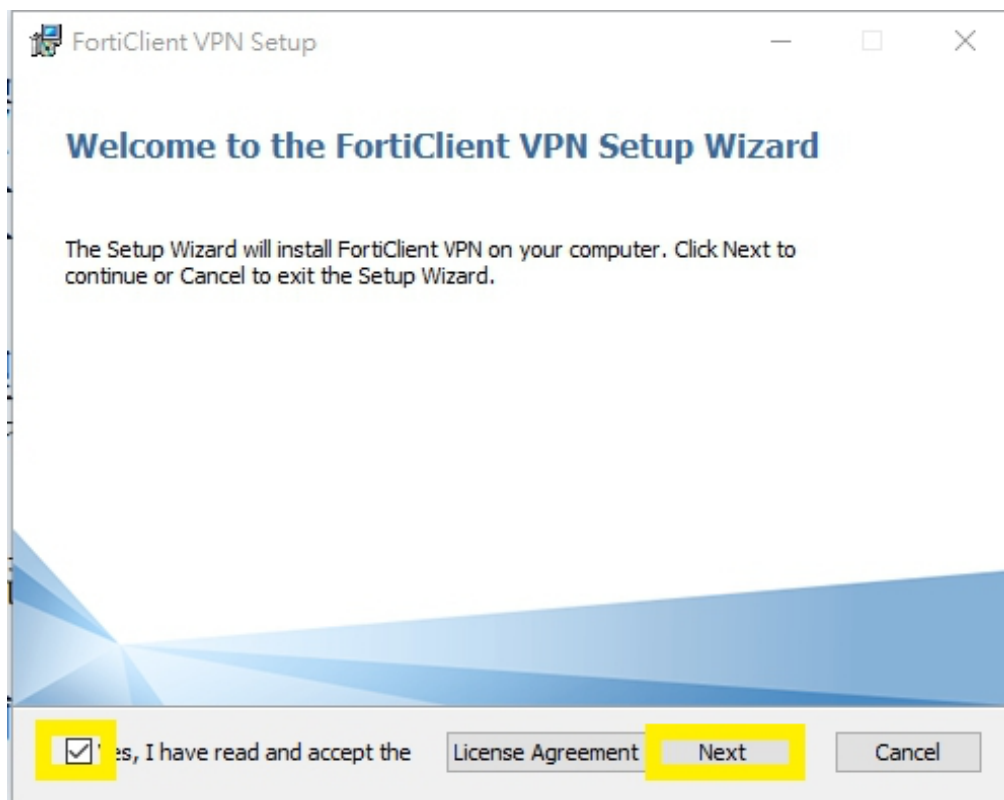 FortiClient VPN Setup
Welcome to the FortiClient VPN Setup Wizard
The Setup Wizard will install FortiClient VPN on your computer. Click Next to
continue or Cancel to exit the Setup Wizard.
es, I have read and accept the
License Agreement
Next
Cancel